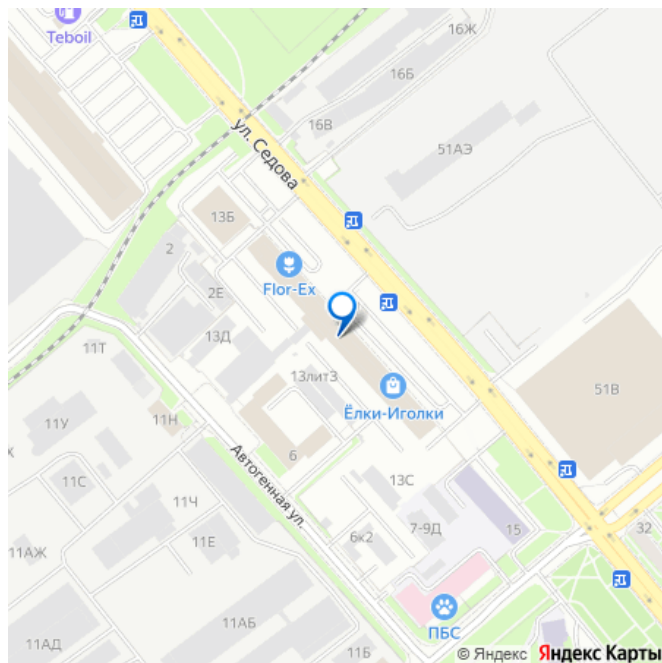 Teboil
16Ж
16Б
16В
ул. Седова
51АЭ
13Б
2
Flor-Ex
2Е
13Д
11Т
13литЗ
51В
Ёлки-Иголки
11У
11Н
Автогенная ул.
6
11С
13С
11Ч
7-9Д
15
32
6к2
11Е
11АЖ
11АБ
ПБС
11АД
11Б
© Яндекс Яндекс Карты